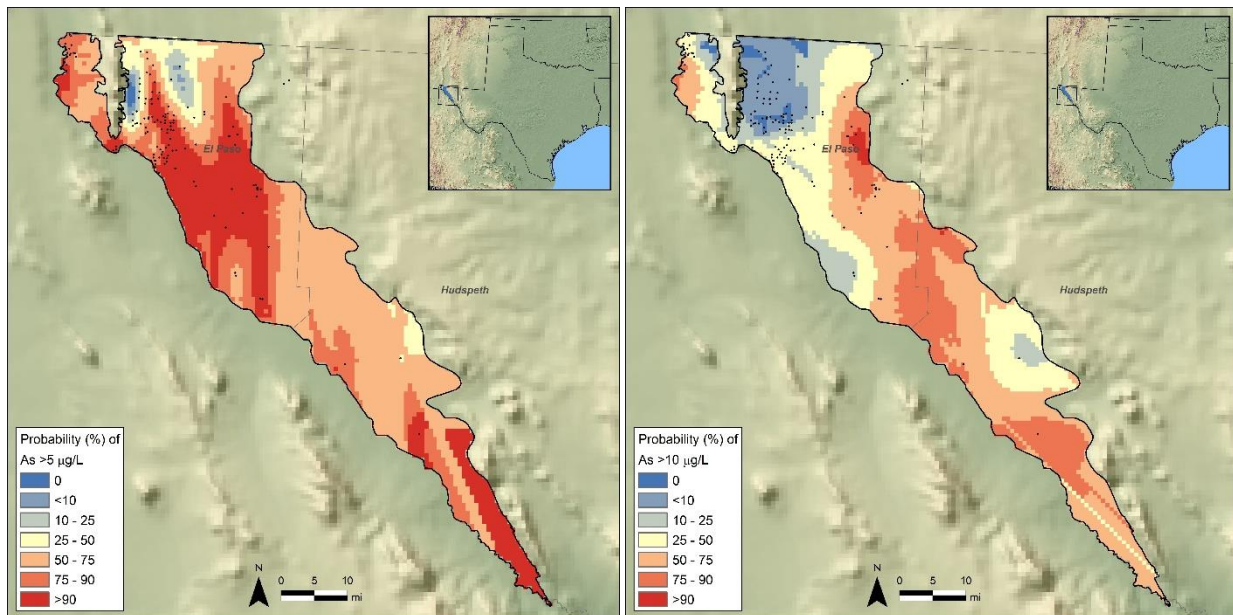 El Paso
Hudspeth
Probability (%) of
As >5 µg/L
0
<10
10 - 25
25 - 50
50 - 75
75 - 90
>90
N
0 5 10
mi
El Paso
Hudspeth
Probability (%) of
As >10 µg/L
0
<10
10 - 25
25 - 50
50 - 75
75 - 90
>90
N
0 5 10
mi